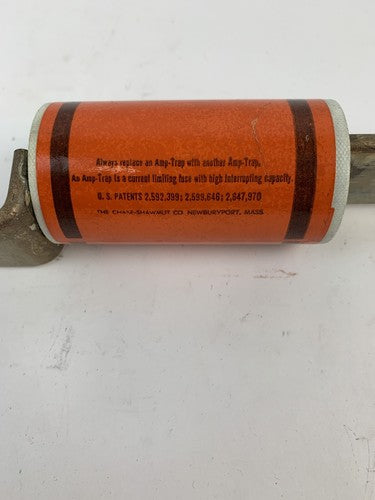 Always replace an Amp-Trap with another Amp-Trap.
An Amp-Trap is a current limiting fuse with high interrupting capacity.
U. S. PATENTS 2,592,399; 2,599,646; 2,647,970
THE CHASE-SHAWMUT CO. NEWBURYPORT, MASS.